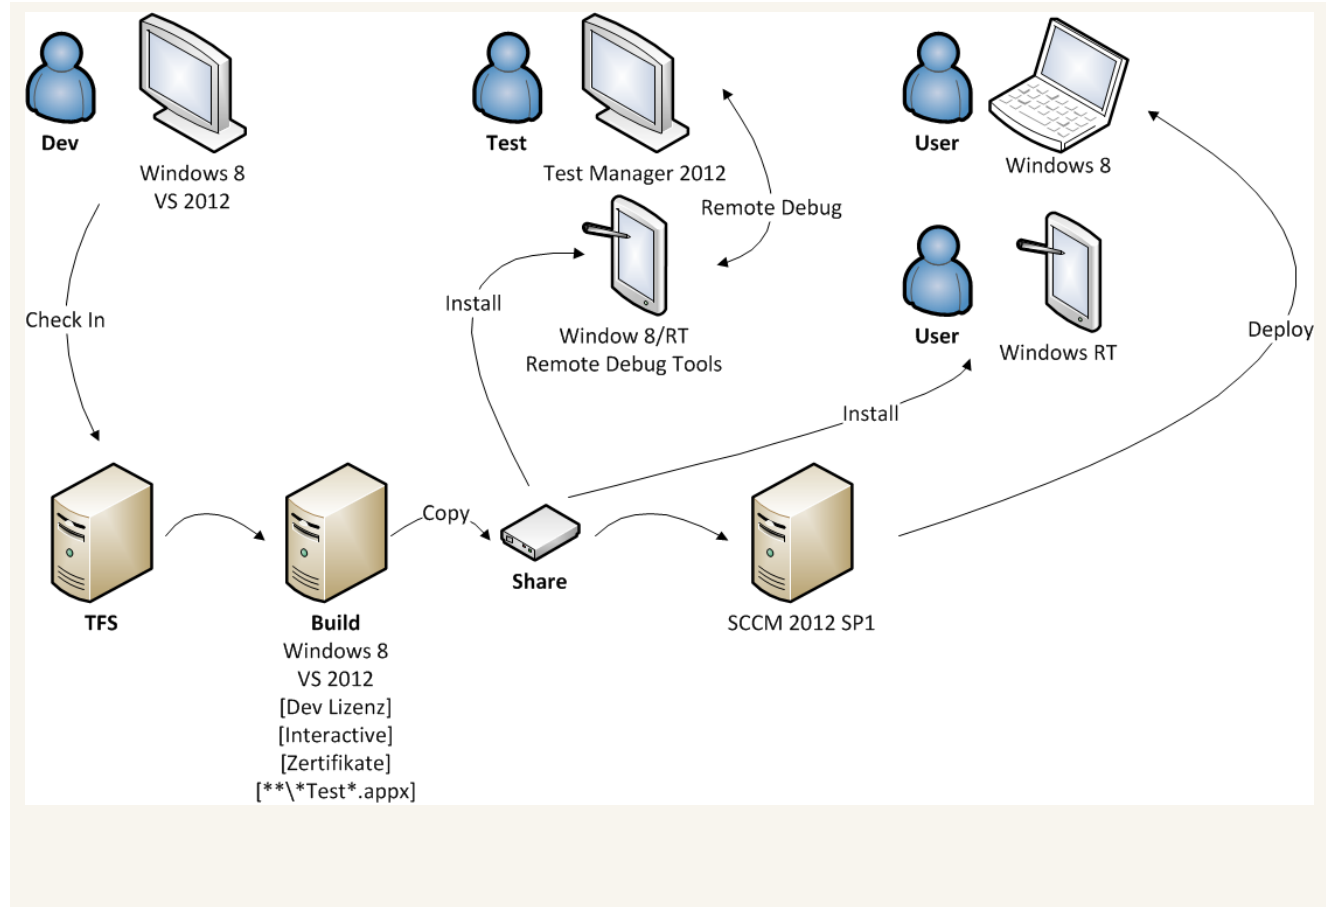 Dev
Windows 8
VS 2012
Test
Test Manager 2012
User
Windows 8
Remote Debug
Install
Window 8/RT
Remote Debug Tools
User
Windows RT
Check In
Deploy
Install
Copy
TFS
Build
Windows 8
VS 2012
[Dev Lizenz]
[Interactive]
[Zertifikate]
[**\*Test*.appx]
Share
SCCM 2012 SP1